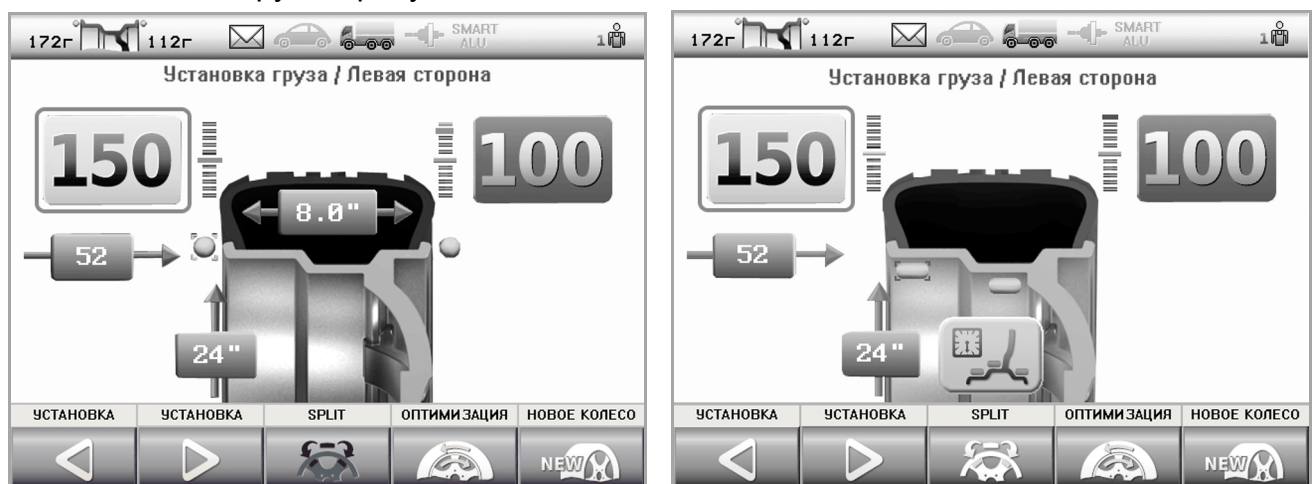 172г 112г SMART ALU 1
Установка груза / Левая сторона
150 100
8.0"
52
24"
УСТАНОВКА УСТАНОВКА SPLIT ОПТИМИЗАЦИЯ НОВОЕ КОЛЕСО
NEW
172г 112г SMART ALU 1
Установка груза / Левая сторона
150 100
52
24"
УСТАНОВКА УСТАНОВКА SPLIT ОПТИМИЗАЦИЯ НОВОЕ КОЛЕСО
NEW